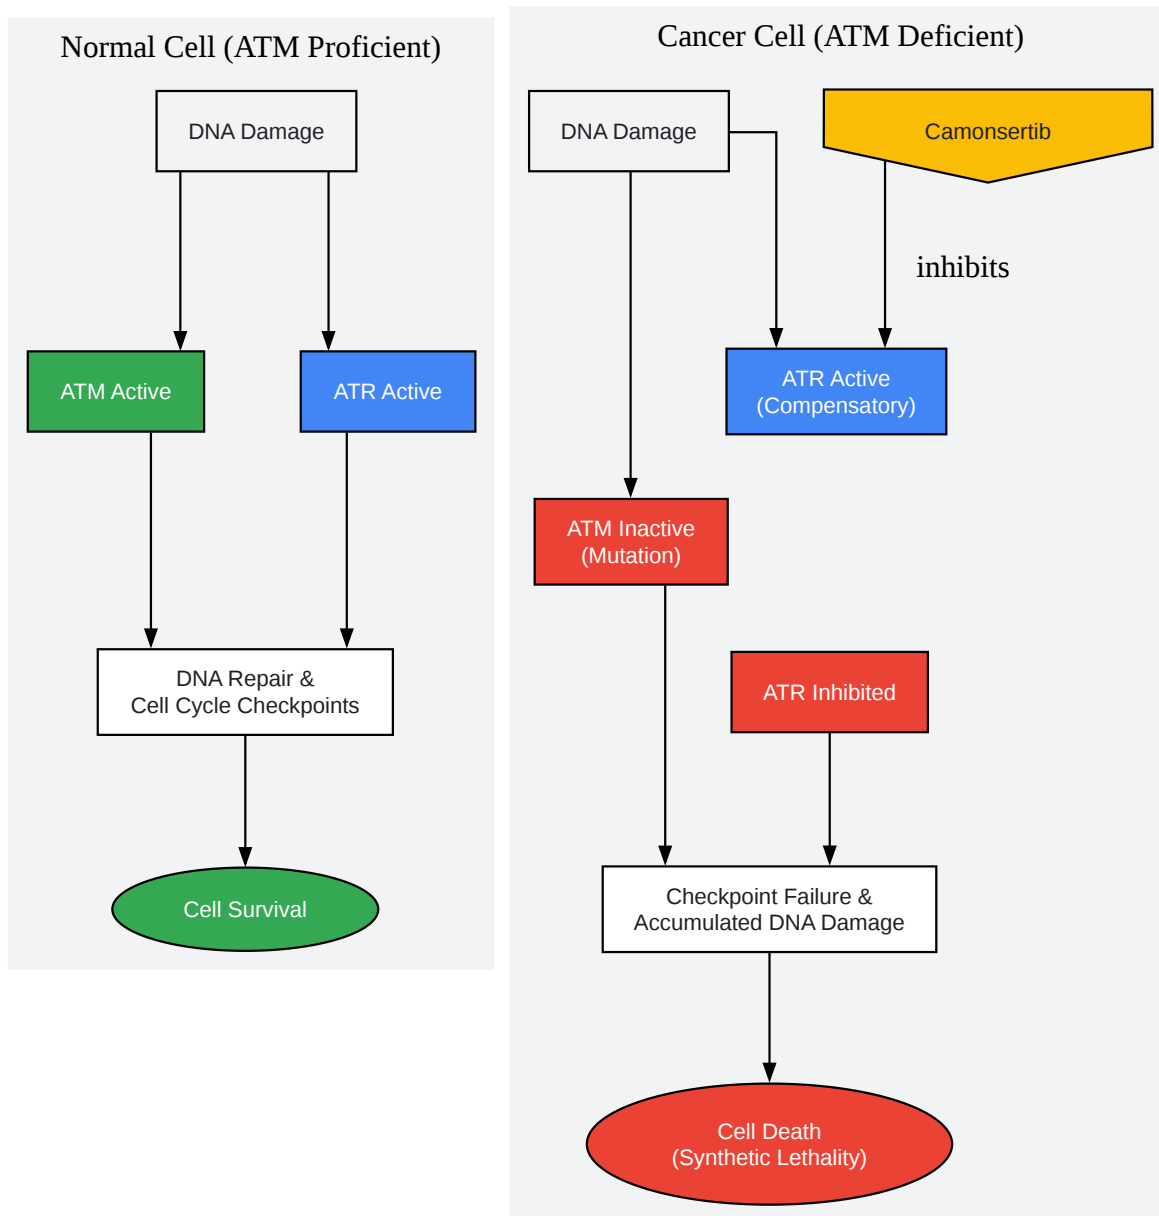 Normal Cell (ATM Proficient)
DNA Damage
ATM Active
ATR Active
DNA Repair &
Cell Cycle Checkpoints
Cell Survival
Cancer Cell (ATM Deficient)
DNA Damage
Camonsertib
inhibits
ATR Active
(Compensatory)
ATM Inactive
(Mutation)
ATR Inhibited
Checkpoint Failure &
Accumulated DNA Damage
Cell Death
(Synthetic Lethality)